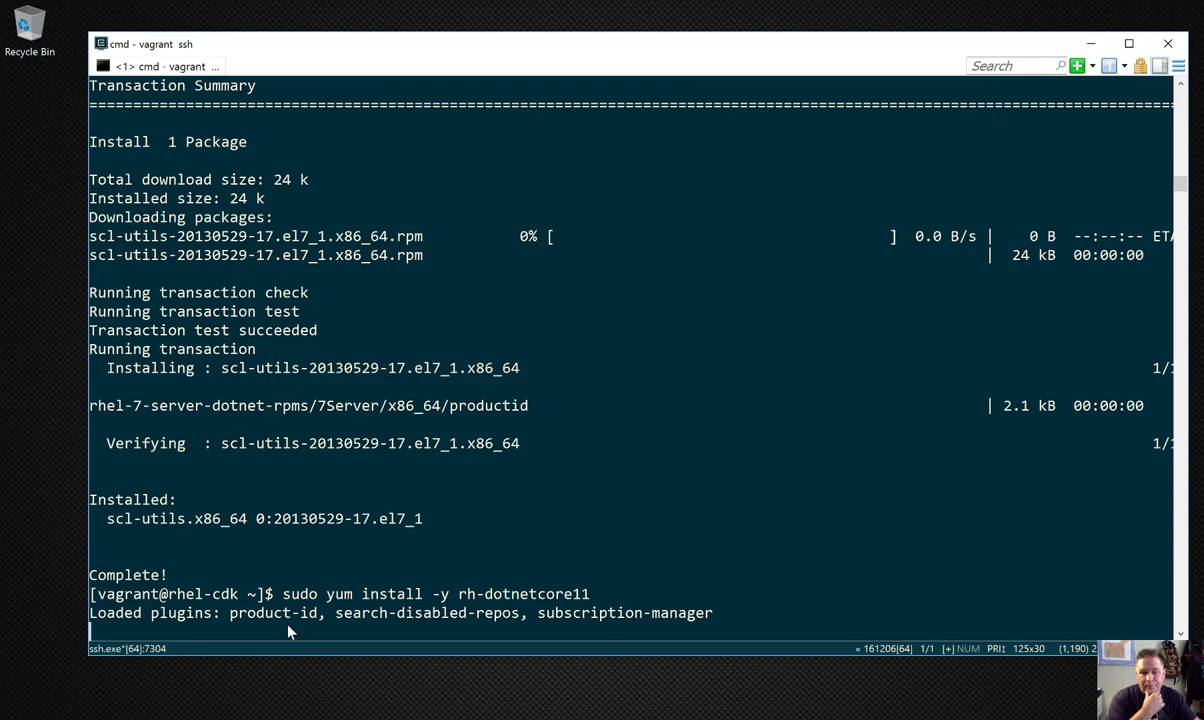 Recycle Bin
cmd - vagrant ssh
<1> cmd - vagrant ...
Search
Transaction Summary
================================================================================
Install 1 Package
Total download size: 24 k
Installed size: 24 k
Downloading packages:
scl-utils-20130529-17.el7_1.x86_64.rpm 0% [ ] 0.0 B/s | 0 B --:--:-- ETA
scl-utils-20130529-17.el7_1.x86_64.rpm | 24 kB 00:00:00
Running transaction check
Running transaction test
Transaction test succeeded
Running transaction
Installing : scl-utils-20130529-17.el7_1.x86_64 1/1
rhel-7-server-dotnet-rpms/7Server/x86_64/productid | 2.1 kB 00:00:00
Verifying : scl-utils-20130529-17.el7_1.x86_64 1/1
Installed:
scl-utils.x86_64 0:20130529-17.el7_1
Complete!
[vagrant@rhel-cdk ~]$ sudo yum install -y rh-dotnetcore11
Loaded plugins: product-id, search-disabled-repos, subscription-manager
ssh.exe*[64]:7304 « 161206[64] 1/1 [+] NUM PRI↕ 125x30 (1,190) 2